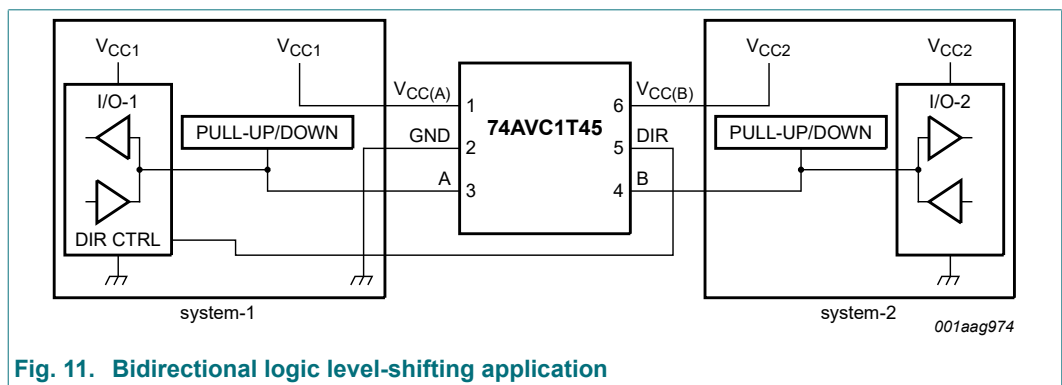 VCC1
VCC1
VCC2
VCC2
I/O-1
PULL-UP/DOWN
DIR CTRL
VCC(A)
GND
A
1
2
3
74AVC1T45
6
5
4
VCC(B)
DIR
B
PULL-UP/DOWN
I/O-2
system-1
system-2
001aag974
Fig. 11. Bidirectional logic level-shifting application